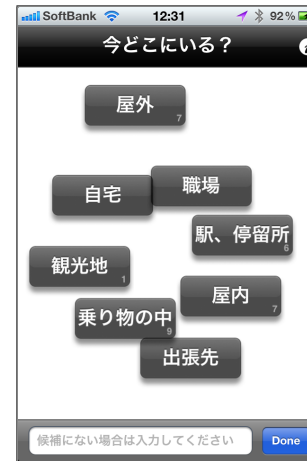 SoftBank 12:31 92%
今どこにいる？
屋外
7
職場
自宅
駅、停留所
6
観光地
1
屋内
7
乗り物の中
9
出張先
候補にない場合は入力してください Done